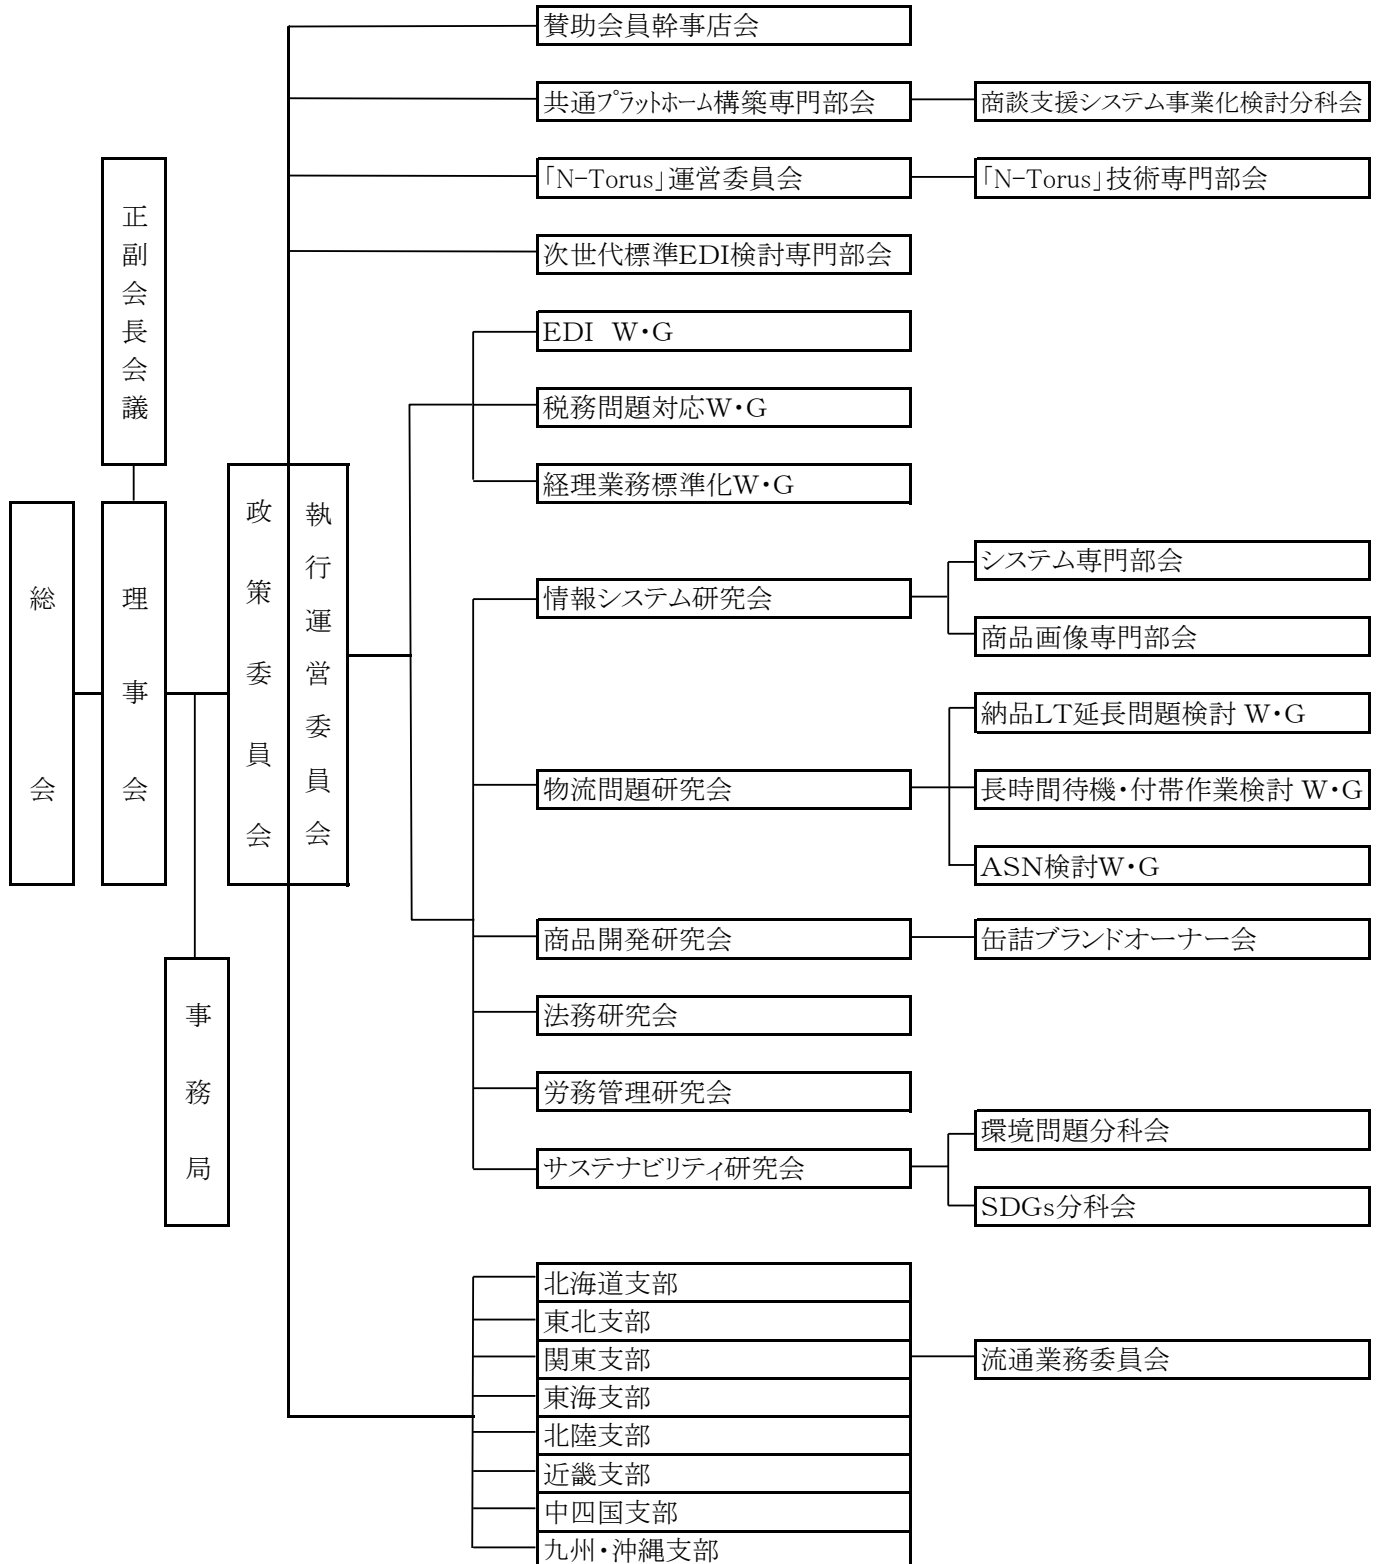 賛助会員幹事店会
共通プラットホーム構築専門部会
商談支援システム事業化検討分科会
「N-Torus」運営委員会
「N-Torus」技術専門部会
次世代標準EDI検討専門部会
正副会長会議
総会
理事会
政策委員会
執行運営委員会
事務局
EDI W・G
税務問題対応W・G
経理業務標準化W・G
情報システム研究会
システム専門部会
商品画像専門部会
物流問題研究会
納品LT延長問題検討 W・G
長時間待機・付帯作業検討 W・G
ASN検討W・G
商品開発研究会
缶詰ブランドオーナー会
法務研究会
労務管理研究会
サステナビリティ研究会
環境問題分科会
SDGs分科会
北海道支部
東北支部
関東支部
流通業務委員会
東海支部
北陸支部
近畿支部
中四国支部
九州・沖縄支部